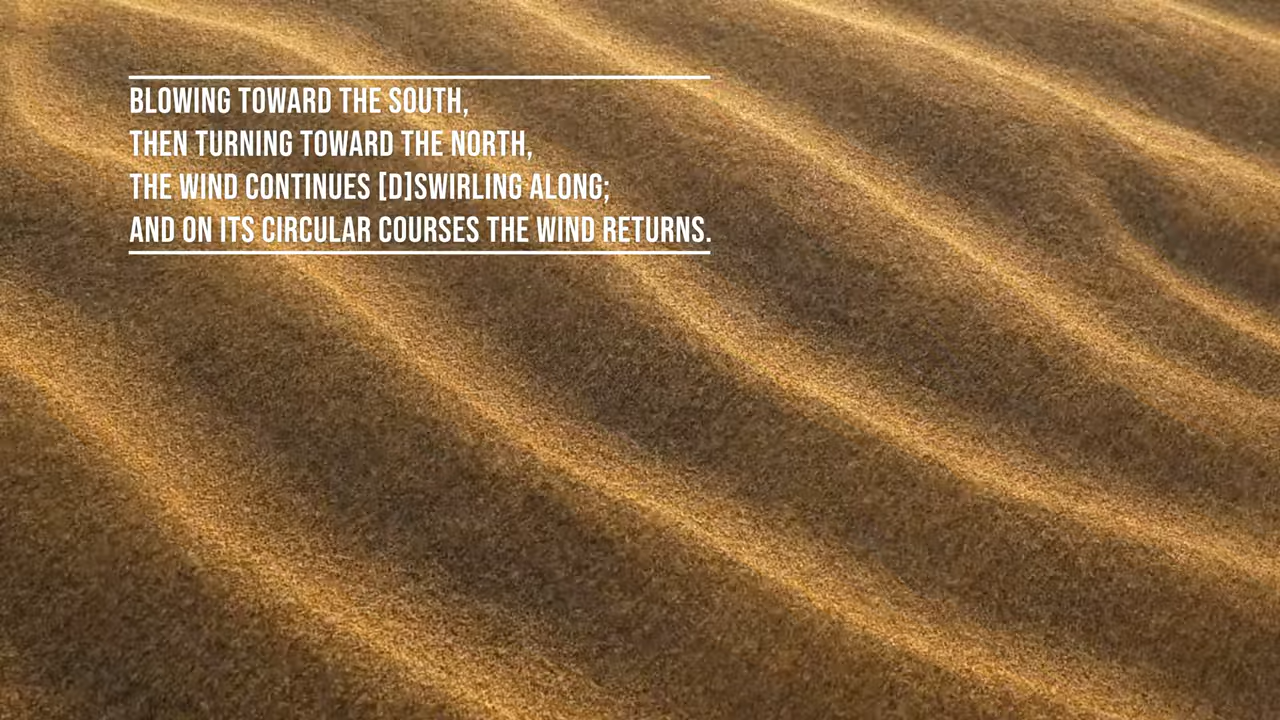 BLOWING TOWARD THE SOUTH,
THEN TURNING TOWARD THE NORTH,
THE WIND CONTINUES [D]SWIRLING ALONG;
AND ON ITS CIRCULAR COURSES THE WIND RETURNS.